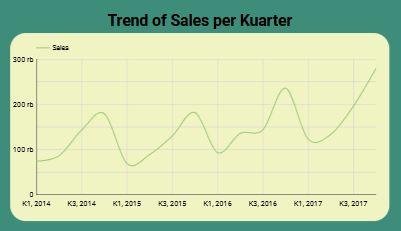 Trend of Sales per Kuarter
Sales
300 rb
200 rb
100 rb
0
K1, 2014
K3, 2014
K1, 2015
K3, 2015
K1, 2016
K3, 2016
K1, 2017
K3, 2017